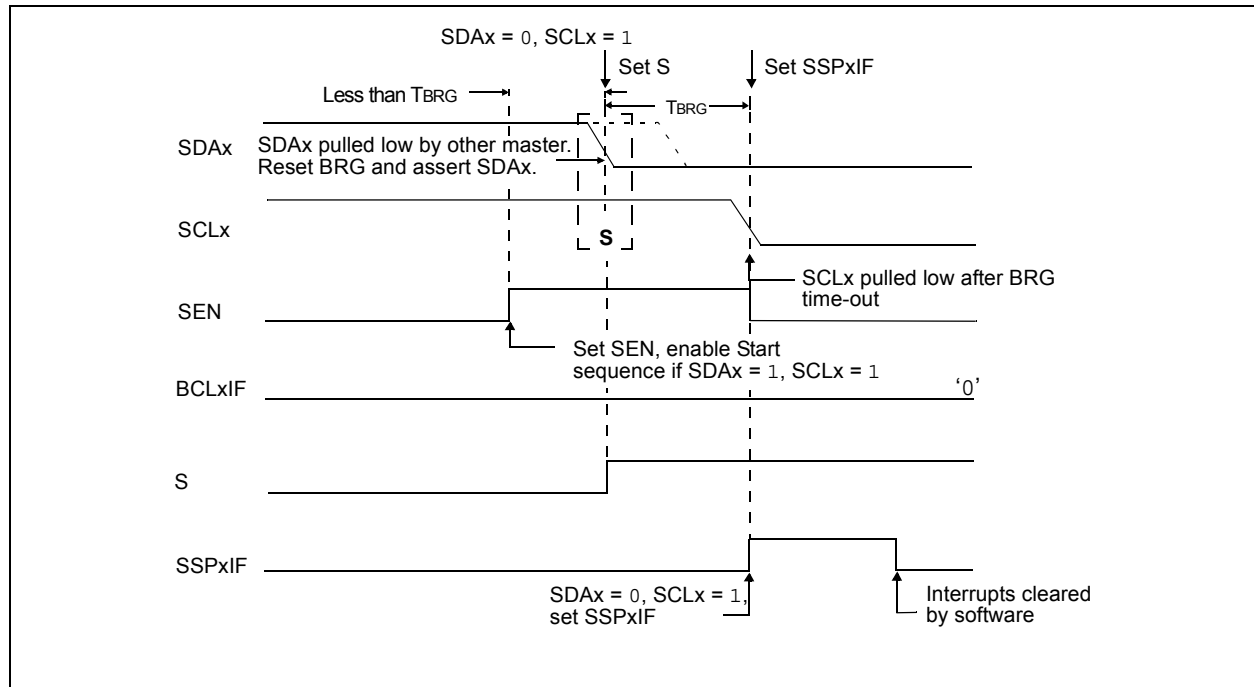 SDAx = 0, SCLx = 1
Set S
Set SSPxIF
Less than TBRG
TBRG
SDAx
SDAx pulled low by other master.
Reset BRG and assert SDAx.
SCLx
S
SCLx pulled low after BRG
time-out
SEN
Set SEN, enable Start
sequence if SDAx = 1, SCLx = 1
BCLxIF
‘0’
S
SSPxIF
SDAx = 0, SCLx = 1,
set SSPxIF
Interrupts cleared
by software